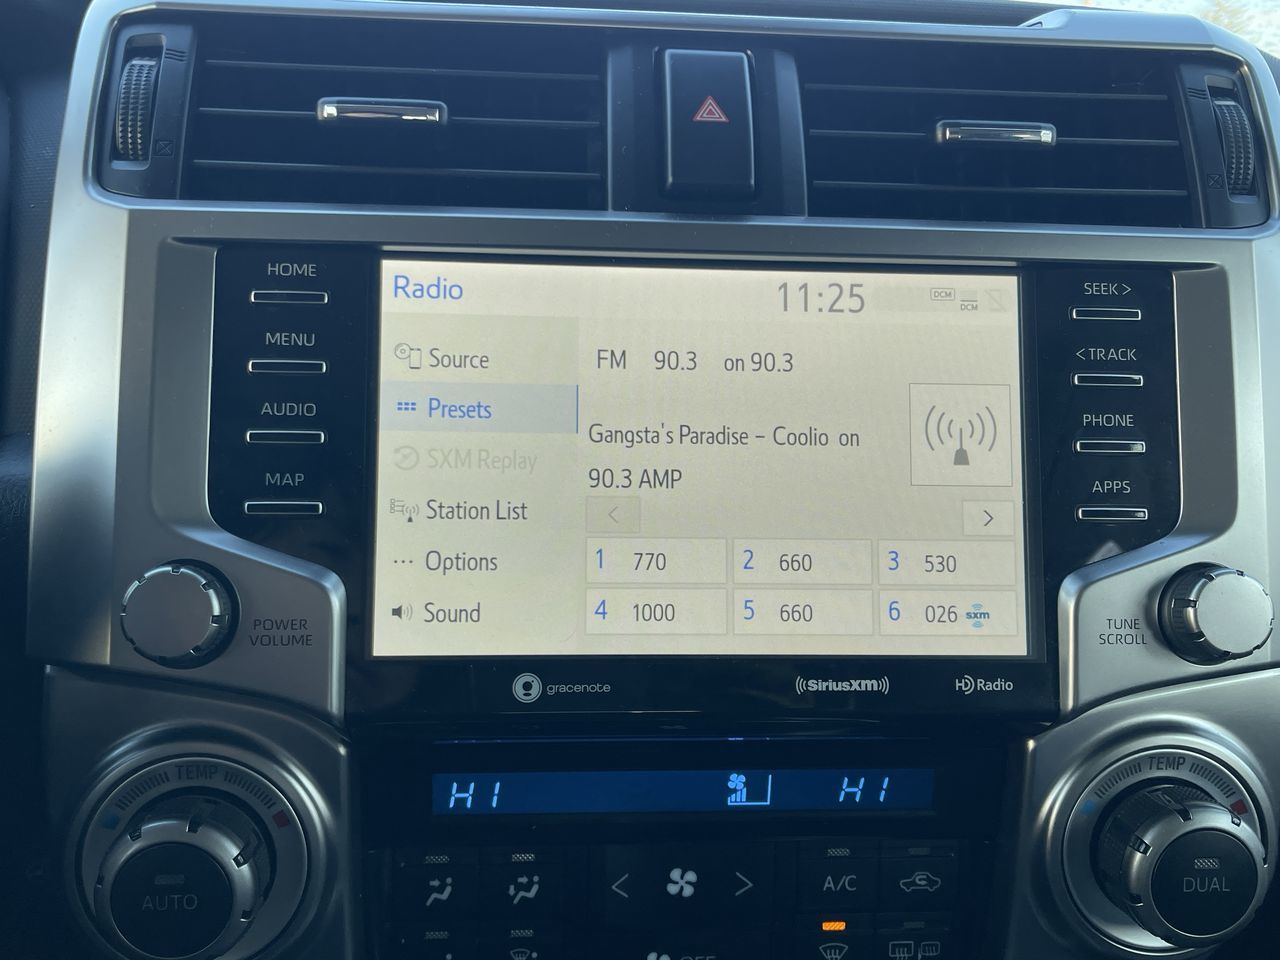 HOME
MENU
AUDIO
MAP
POWER
VOLUME
Radio
11:25
DCM
DCM
Source
Presets
SXM Replay
Station List
Options
Sound
FM 90.3 on 90.3
Gangsta's Paradise – Coolio on
90.3 AMP
< >
1 770 2 660 3 530
4 1000 5 660 6 026 sxm
SEEK >
< TRACK
PHONE
APPS
TUNE
SCROLL
gracenote
((SiriusXM))
HD Radio
HI HI
TEMP
AUTO
A/C
OFF
TEMP
DUAL